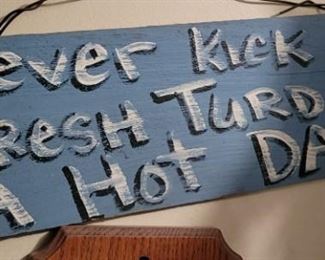 ever Kick
RESH TURD
A HOT DA